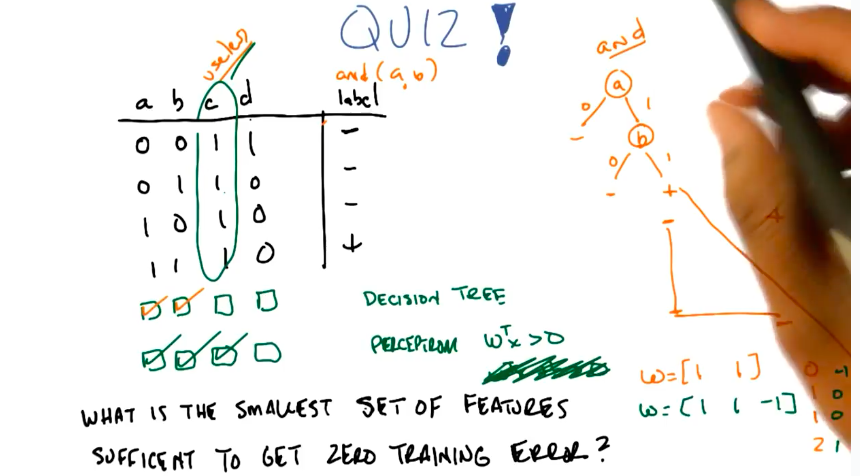 QUIZ!
useless
and(a,b)
a b c d label
0 0 1 1 -
0 1 1 0 -
1 0 1 0 -
1 1 1 0 +
DECISION TREE
PERCEPTRON wᵀx>0
WHAT IS THE SMALLEST SET OF FEATURES
SUFFICENT TO GET ZERO TRAINING ERROR?
and
a
0 1
- b
0 1
- +
-
-
w=[1 1] 0 -1
w=[1 1 -1] 1 0
1 0
2 1